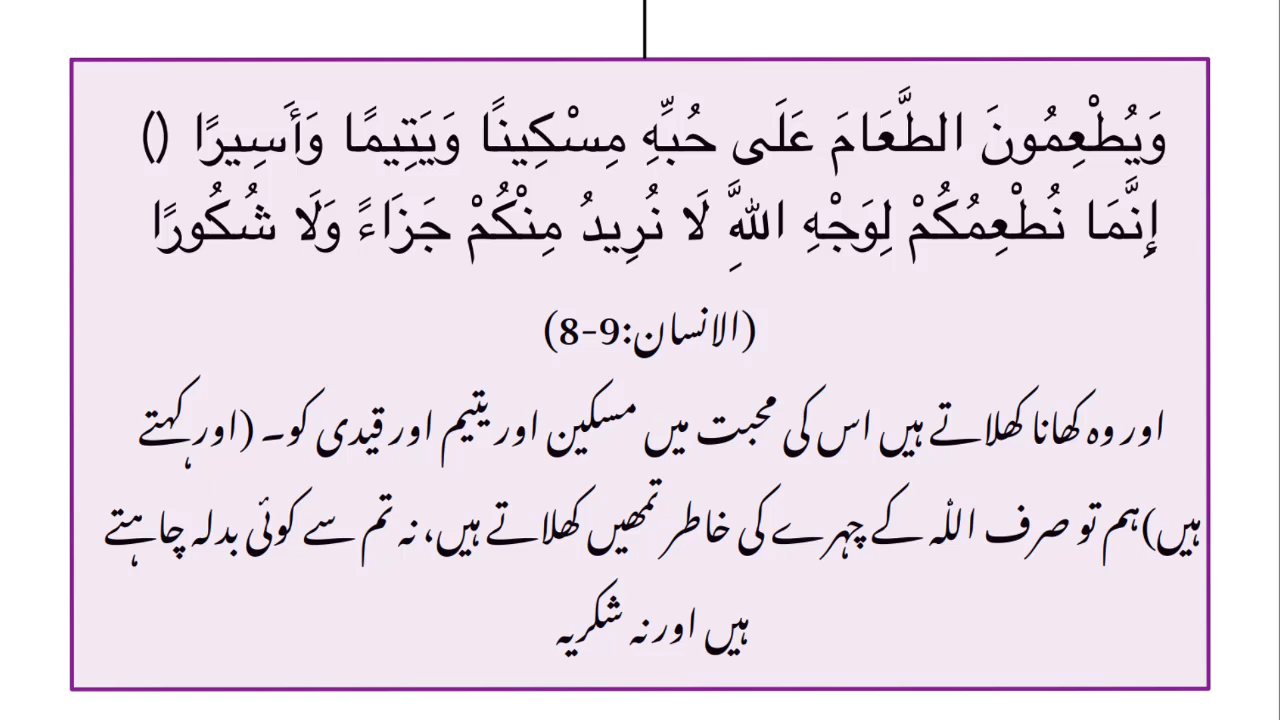 وَيُطْعِمُونَ الطَّعَامَ عَلَى حُبِّهِ مِسْكِينًا وَيَتِيمًا وَأَسِيرًا ()
إِنَّمَا نُطْعِمُكُمْ لِوَجْهِ اللَّهِ لَا نُرِيدُ مِنْكُمْ جَزَاءً وَلَا شُكُورًا
(الانسان:9-8)
اور وہ کھانا کھلاتے ہیں اس کی محبت میں مسکین اور یتیم اور قیدی کو۔ (اور کہتے
ہیں)ہم تو صرف اللہ کے چہرے کی خاطر تمھیں کھلاتے ہیں، نہ تم سے کوئی بدلہ چاہتے
ہیں اور نہ شکریہ